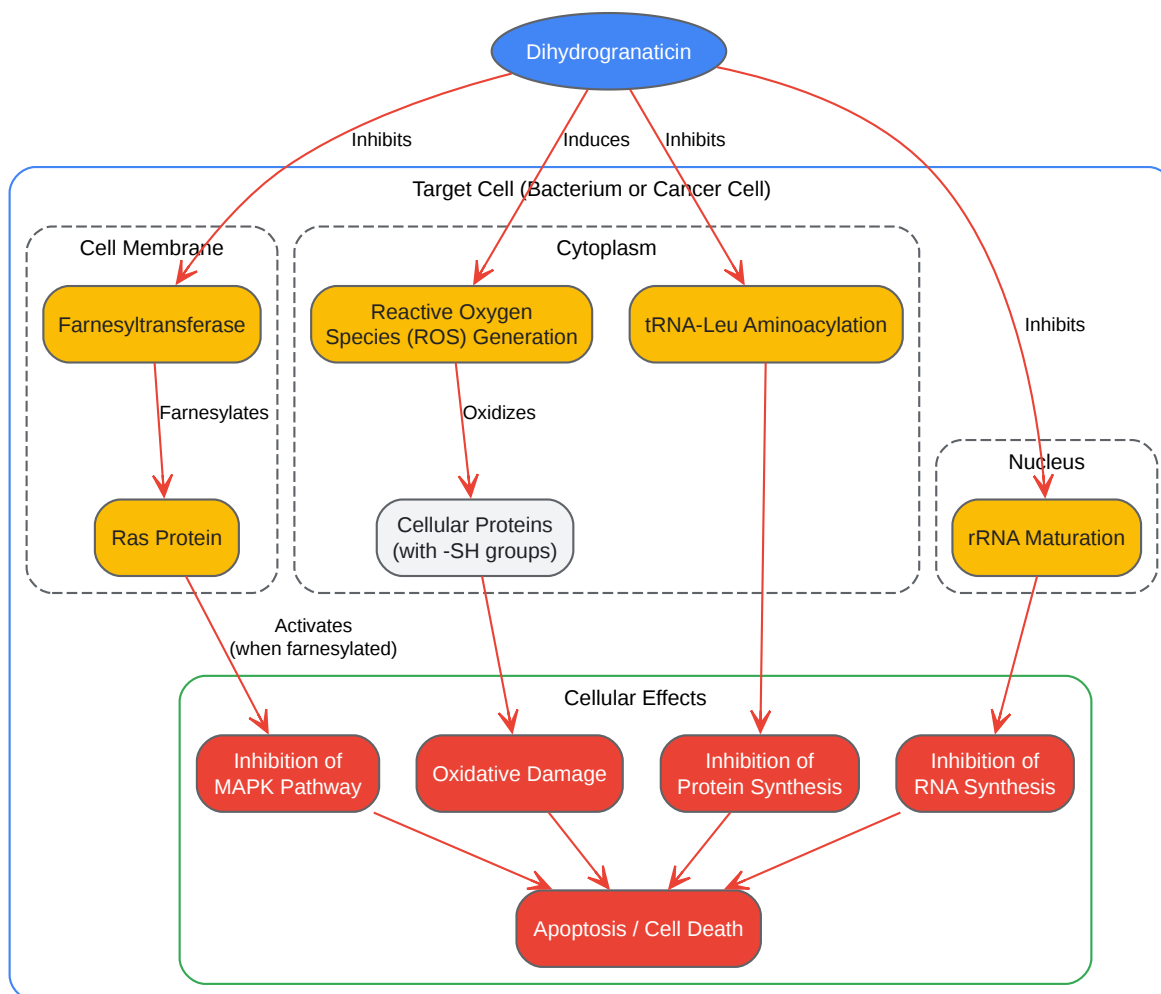 Dihydrogranaticin
Inhibits
Induces
Inhibits
Target Cell (Bacterium or Cancer Cell)
Cell Membrane
Cytoplasm
Farnesyltransferase
Reactive Oxygen
Species (ROS) Generation
tRNA-Leu Aminoacylation
Inhibits
Farnesylates
Oxidizes
Nucleus
Ras Protein
Cellular Proteins
(with -SH groups)
rRNA Maturation
Activates
(when farnesylated)
Cellular Effects
Inhibition of
MAPK Pathway
Oxidative Damage
Inhibition of
Protein Synthesis
Inhibition of
RNA Synthesis
Apoptosis / Cell Death